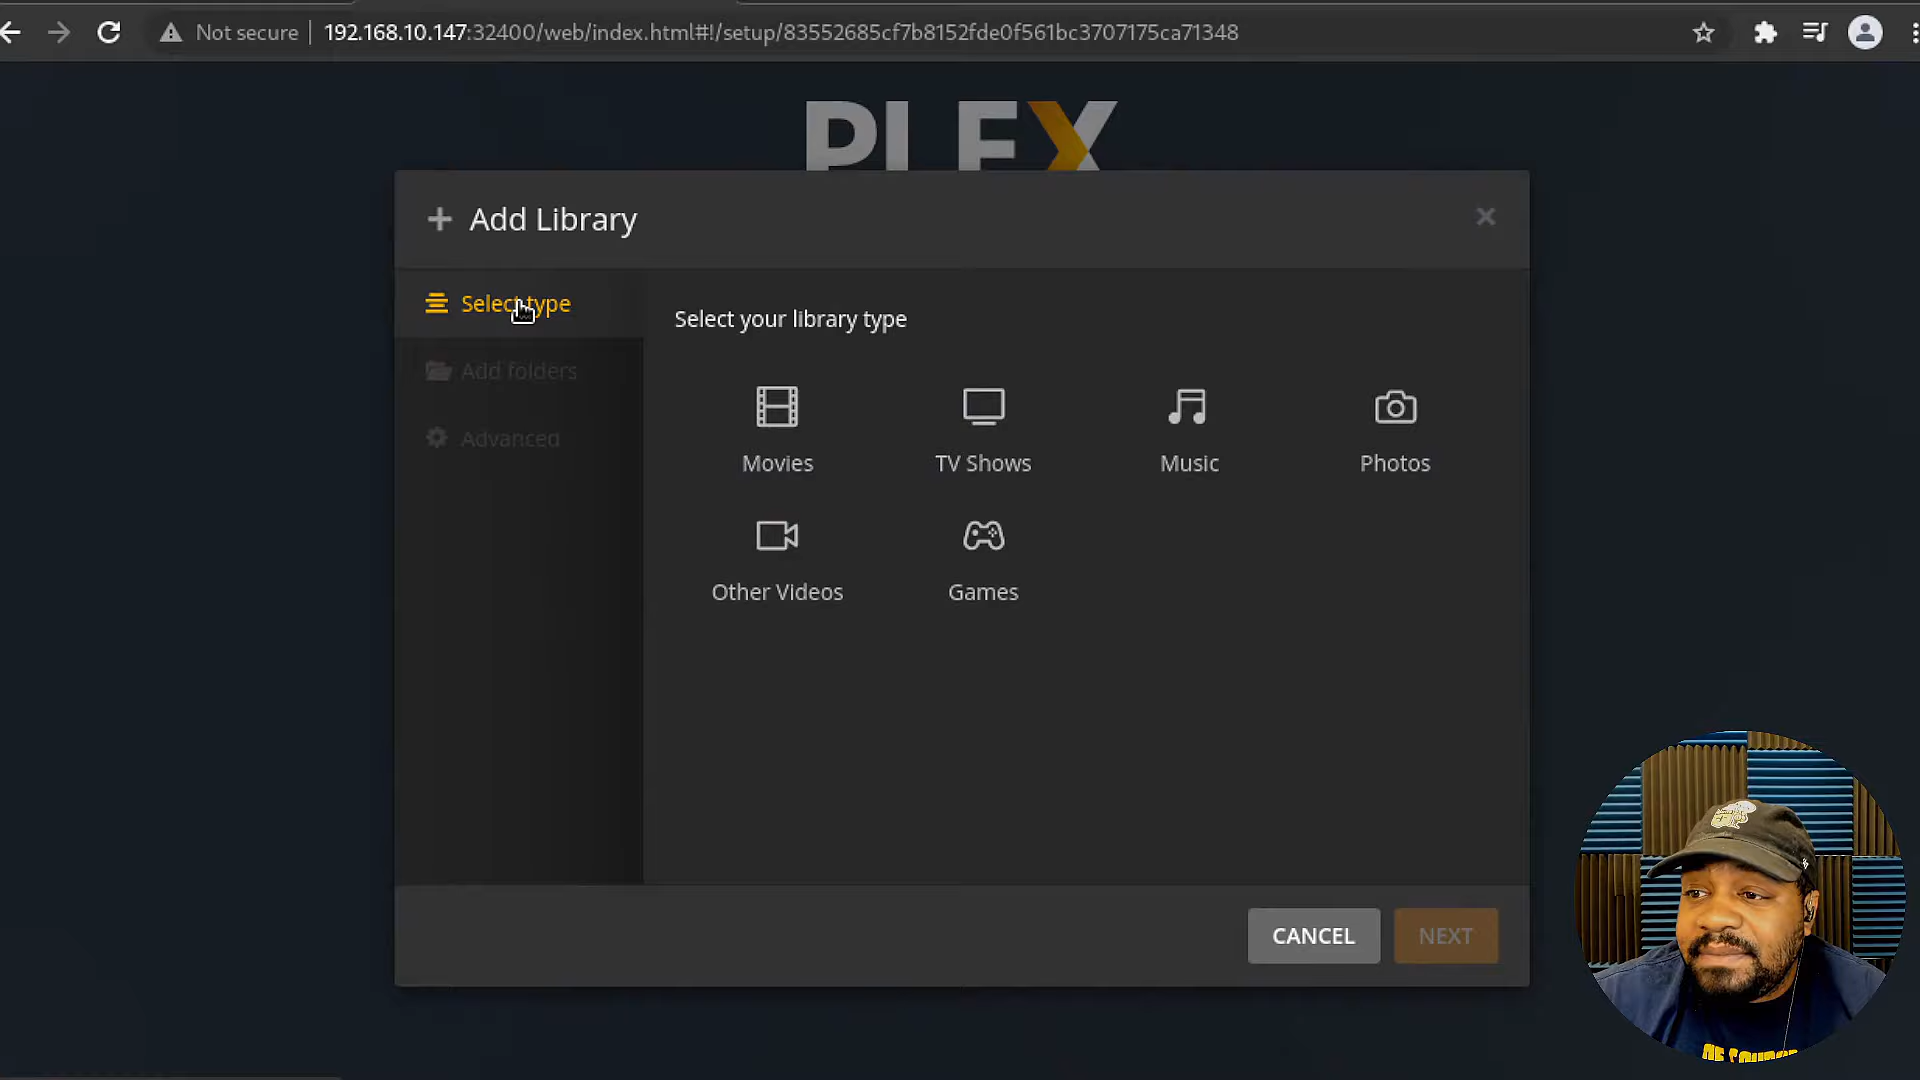 Not secure | 192.168.10.147:32400/web/index.html#!/setup/83552685cf7b8152fde0f561bc3707175ca71348
PLEX
+ Add Library
Select type
Add folders
Advanced
Select your library type
Movies
TV Shows
Music
Photos
Other Videos
Games
CANCEL
NEXT